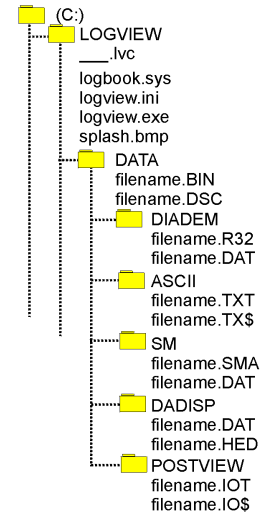 (C:)
LOGVIEW
___.lvc
logbook.sys
logview.ini
logview.exe
splash.bmp
DATA
filename.BIN
filename.DSC
DIADEM
filename.R32
filename.DAT
ASCII
filename.TXT
filename.TX$
SM
filename.SMA
filename.DAT
DADISP
filename.DAT
filename.HED
POSTVIEW
filename.IOT
filename.IO$